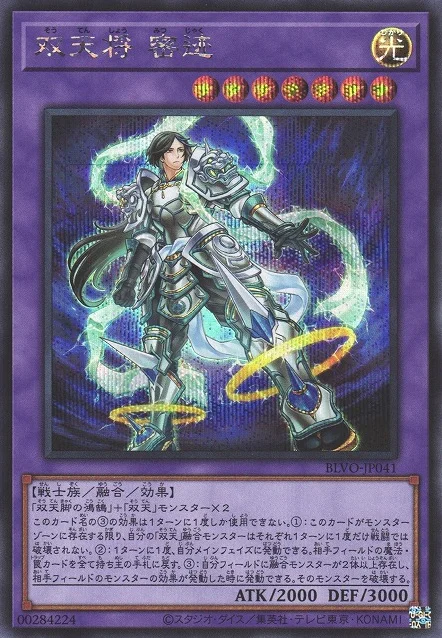 双天将 密迹
光
BLVO-JP041
【戦士族／融合／効果】
「双天脚の鴻鵠」＋「双天」モンスター×2
このカード名の③の効果は1ターンに1度しか使用できない。①：このカードがモンスター
ゾーンに存在する限り、自分の「双天」融合モンスターはそれぞれ1ターンに1度だけ戦闘では
破壊されない。②：1ターンに1度、自分メインフェイズに発動できる。相手フィールドの魔法・
罠カードを全て持ち主の手札に戻す。③：自分フィールドに融合モンスターが2体以上存在し、
相手フィールドのモンスターの効果が発動した時に発動できる。そのモンスターを破壊する。
ATK/2000 DEF/3000
00284224
©スタジオ・ダイス／集英社・テレビ東京・KONAMI